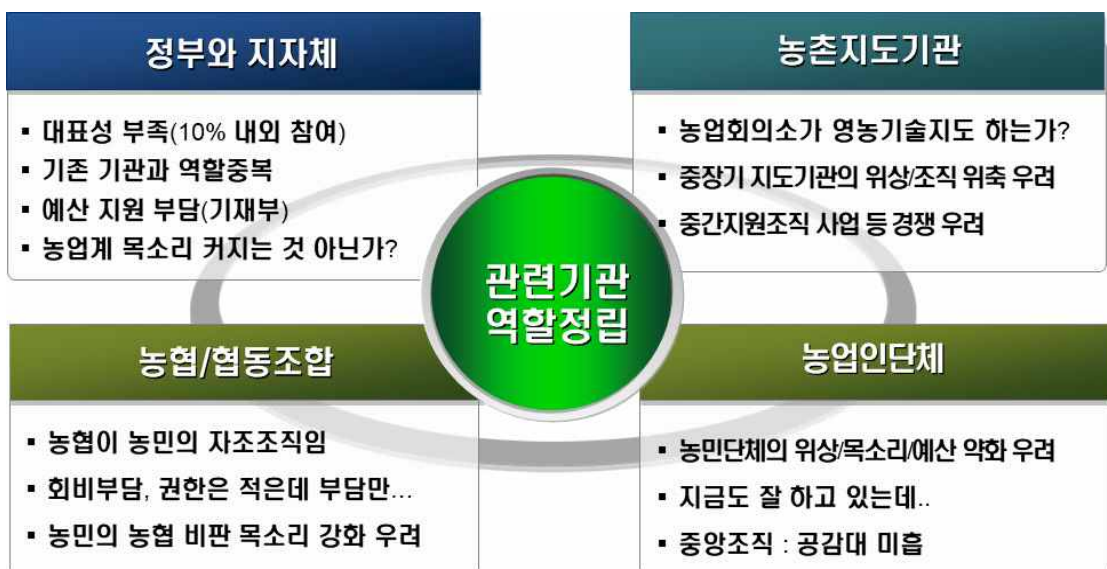 정부와 지자체
▪ 대표성 부족(10% 내외 참여)
▪ 기존 기관과 역할중복
▪ 예산 지원 부담(기재부)
▪ 농업계 목소리 커지는 것 아닌가?
농촌지도기관
▪ 농업회의소가 영농기술지도 하는가?
▪ 중장기 지도기관의 위상/조직 위축 우려
▪ 중간지원조직 사업 등 경쟁 우려
관련기관
역할정립
농협/협동조합
▪ 농협이 농민의 자조조직임
▪ 회비부담, 권한은 적은데 부담만…
▪ 농민의 농협 비판 목소리 강화 우려
농업인단체
▪ 농민단체의 위상/목소리/예산 약화 우려
▪ 지금도 잘 하고 있는데..
▪ 중앙조직 : 공감대 미흡